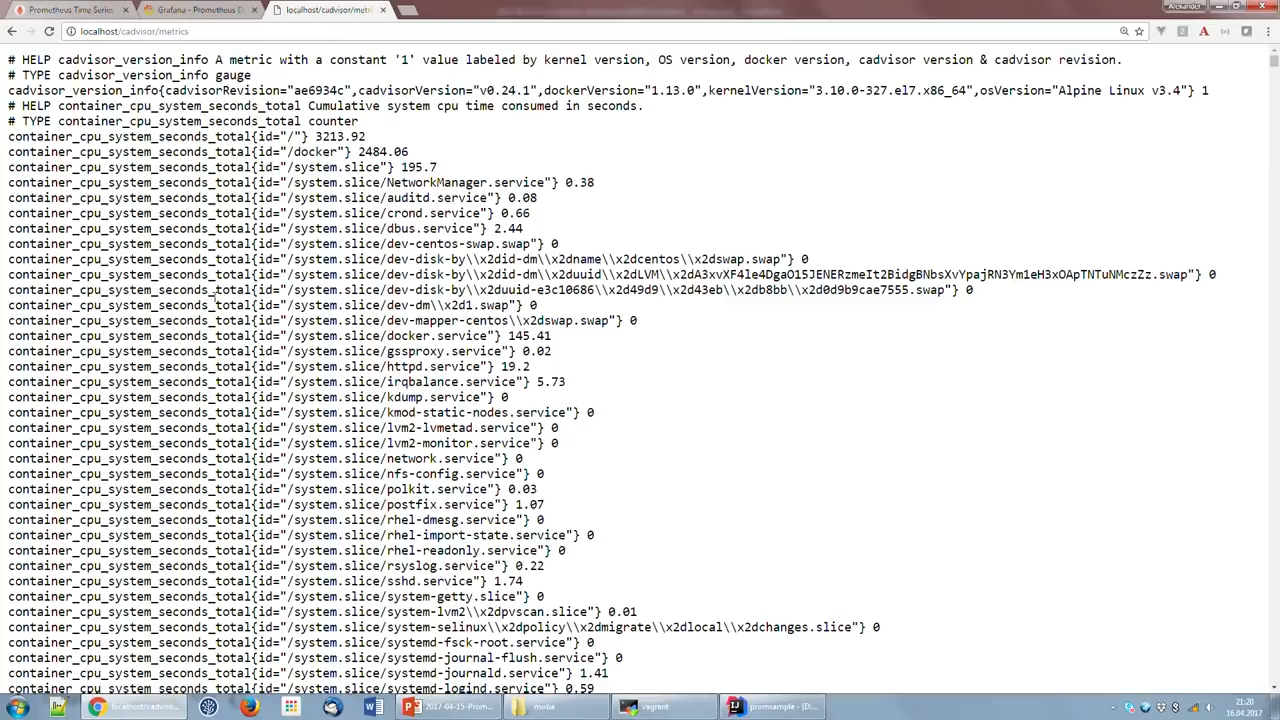 Prometheus Time Series
Grafana - Prometheus D
localhost/cadvisor/metri
Alexander
localhost/cadvisor/metrics
# HELP cadvisor_version_info A metric with a constant '1' value labeled by kernel version, OS version, docker version, cadvisor version & cadvisor revision.
# TYPE cadvisor_version_info gauge
cadvisor_version_info{cadvisorRevision="ae6934c",cadvisorVersion="v0.24.1",dockerVersion="1.13.0",kernelVersion="3.10.0-327.el7.x86_64",osVersion="Alpine Linux v3.4"} 1
# HELP container_cpu_system_seconds_total Cumulative system cpu time consumed in seconds.
# TYPE container_cpu_system_seconds_total counter
container_cpu_system_seconds_total{id="/"} 3213.92
container_cpu_system_seconds_total{id="/docker"} 2484.06
container_cpu_system_seconds_total{id="/system.slice"} 195.7
container_cpu_system_seconds_total{id="/system.slice/NetworkManager.service"} 0.38
container_cpu_system_seconds_total{id="/system.slice/auditd.service"} 0.08
container_cpu_system_seconds_total{id="/system.slice/crond.service"} 0.66
container_cpu_system_seconds_total{id="/system.slice/dbus.service"} 2.44
container_cpu_system_seconds_total{id="/system.slice/dev-centos-swap.swap"} 0
container_cpu_system_seconds_total{id="/system.slice/dev-disk-by\\x2did-dm\\x2dname\\x2dcentos\\x2dswap.swap"} 0
container_cpu_system_seconds_total{id="/system.slice/dev-disk-by\\x2did-dm\\x2duuid\\x2dLVM\\x2dA3xvXF4le4DgaO15JENERzmeIt2BidgBNbsXvYpajRN3Ym1eH3xOApTNTuNMczZz.swap"} 0
container_cpu_system_seconds_total{id="/system.slice/dev-disk-by\\x2duuid-e3c10686\\x2d49d9\\x2d43eb\\x2db8bb\\x2d0d9b9cae7555.swap"} 0
container_cpu_system_seconds_total{id="/system.slice/dev-dm\\x2d1.swap"} 0
container_cpu_system_seconds_total{id="/system.slice/dev-mapper-centos\\x2dswap.swap"} 0
container_cpu_system_seconds_total{id="/system.slice/docker.service"} 145.41
container_cpu_system_seconds_total{id="/system.slice/gssproxy.service"} 0.02
container_cpu_system_seconds_total{id="/system.slice/httpd.service"} 19.2
container_cpu_system_seconds_total{id="/system.slice/irqbalance.service"} 5.73
container_cpu_system_seconds_total{id="/system.slice/kdump.service"} 0
container_cpu_system_seconds_total{id="/system.slice/kmod-static-nodes.service"} 0
container_cpu_system_seconds_total{id="/system.slice/lvm2-lvmetad.service"} 0
container_cpu_system_seconds_total{id="/system.slice/lvm2-monitor.service"} 0
container_cpu_system_seconds_total{id="/system.slice/network.service"} 0
container_cpu_system_seconds_total{id="/system.slice/nfs-config.service"} 0
container_cpu_system_seconds_total{id="/system.slice/polkit.service"} 0.03
container_cpu_system_seconds_total{id="/system.slice/postfix.service"} 1.07
container_cpu_system_seconds_total{id="/system.slice/rhel-dmesg.service"} 0
container_cpu_system_seconds_total{id="/system.slice/rhel-import-state.service"} 0
container_cpu_system_seconds_total{id="/system.slice/rhel-readonly.service"} 0
container_cpu_system_seconds_total{id="/system.slice/rsyslog.service"} 0.22
container_cpu_system_seconds_total{id="/system.slice/sshd.service"} 1.74
container_cpu_system_seconds_total{id="/system.slice/system-getty.slice"} 0
container_cpu_system_seconds_total{id="/system.slice/system-lvm2\\x2dpvscan.slice"} 0.01
container_cpu_system_seconds_total{id="/system.slice/system-selinux\\x2dpolicy\\x2dmigrate\\x2dlocal\\x2dchanges.slice"} 0
container_cpu_system_seconds_total{id="/system.slice/systemd-fsck-root.service"} 0
container_cpu_system_seconds_total{id="/system.slice/systemd-journal-flush.service"} 0
container_cpu_system_seconds_total{id="/system.slice/systemd-journald.service"} 1.41
container_cpu_system_seconds_total{id="/system.slice/systemd-logind.service"} 0.59
localhost/cadviso...
2017-04-15-Prom...
moba
vagrant
promsample - [D:...
21:20
16.04.2017